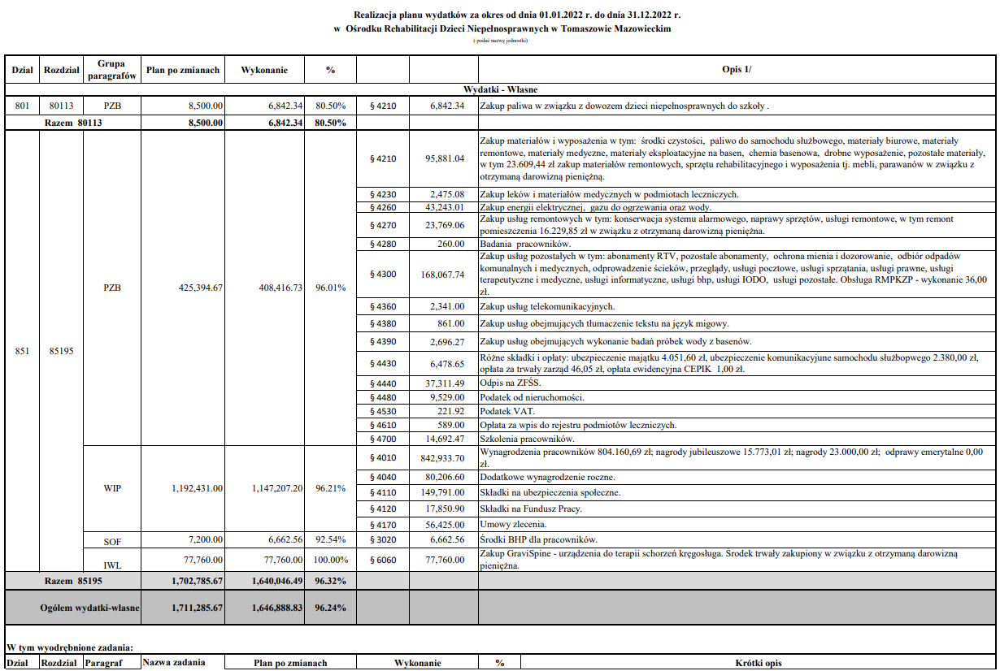 Realizacja planu wydatków za okres od dnia 01.01.2022 r. do dnia 31.12.2022 r.
w Ośrodku Rehabilitacji Dzieci Niepełnosprawnych w Tomaszowie Mazowieckim
( podać nazwę jednostki)
Dział Rozdział Grupa paragrafów Plan po zmianach Wykonanie % Opis 1/
Wydatki - Własne
801 80113 PZB 8,500.00 6,842.34 80.50% § 4210 6,842.34 Zakup paliwa w związku z dowozem dzieci niepełnosprawnych do szkoły .
Razem 80113 8,500.00 6,842.34 80.50%
851 85195 PZB 425,394.67 408,416.73 96.01%
§ 4210 95,881.04 Zakup materiałów i wyposażenia w tym: środki czystości, paliwo do samochodu służbowego, materiały biurowe, materiały
remontowe, materiały medyczne, materiały eksploatacyjne na basen, chemia basenowa, drobne wyposażenie, pozostałe materiały,
w tym 23.609,44 zł zakup materiałów remontowych, sprzętu rehabilitacyjnego i wyposażenia tj. mebli, parawanów w związku z
otrzymaną darowizną pieniężną.
§ 4230 2,475.08 Zakup leków i materiałów medycznych w podmiotach leczniczych.
§ 4260 43,243.01 Zakup energii elektrycznej, gazu do ogrzewania oraz wody.
§ 4270 23,769.06 Zakup usług remontowych w tym: konserwacja systemu alarmowego, naprawy sprzętów, usługi remontowe, w tym remont
pomieszczenia 16.229,85 zł w związku z otrzymaną darowizną pieniężna.
§ 4280 260.00 Badania pracowników.
§ 4300 168,067.74 Zakup usług pozostałych w tym: abonamenty RTV, pozostałe abonamenty, ochrona mienia i dozorowanie, odbiór odpadów
komunalnych i medycznych, odprowadzenie ścieków, przeglądy, usługi pocztowe, usługi sprzątania, usługi prawne, usługi
terapeutyczne i medyczne, usługi informatyczne, usługi bhp, usługi IODO, usługi pozostałe. Obsługa RMPKZP - wykonanie 36,00
zł.
§ 4360 2,341.00 Zakup usług telekomunikacyjnych.
§ 4380 861.00 Zakup usług obejmujących tłumaczenie tekstu na język migowy.
§ 4390 2,696.27 Zakup usług obejmujących wykonanie badań próbek wody z basenów.
§ 4430 6,478.65 Różne składki i opłaty: ubezpieczenie majątku 4.051,60 zł, ubezpieczenie komunikacyjune samochodu służbopwego 2.380,00 zł,
opłata za trwały zarząd 46,05 zł, opłata ewidencyjna CEPIK 1,00 zł.
§ 4440 37,311.49 Odpis na ZFŚS.
§ 4480 9,529.00 Podatek od nieruchomości.
§ 4530 221.92 Podatek VAT.
§ 4610 589.00 Opłata za wpis do rejestru podmiotów leczniczych.
§ 4700 14,692.47 Szkolenia pracowników.
WIP 1,192,431.00 1,147,207.20 96.21%
§ 4010 842,933.70 Wynagrodzenia pracowników 804.160,69 zł; nagrody jubileuszowe 15.773,01 zł; nagrody 23.000,00 zł; odprawy emerytalne 0,00
zł.
§ 4040 80,206.60 Dodatkowe wynagrodzenie roczne.
§ 4110 149,791.00 Składki na ubezpieczenia społeczne.
§ 4120 17,850.90 Składki na Fundusz Pracy.
§ 4170 56,425.00 Umowy zlecenia.
SOF 7,200.00 6,662.56 92.54% § 3020 6,662.56 Środki BHP dla pracowników.
IWL 77,760.00 77,760.00 100.00% § 6060 77,760.00 Zakup GraviSpine - urządzenia do terapii schorzeń kręgosługa. Środek trwały zakupiony w związku z otrzymaną darowizną
pieniężna.
Razem 85195 1,702,785.67 1,640,046.49 96.32%
Ogółem wydatki-własne 1,711,285.67 1,646,888.83 96.24%
W tym wyodrębnione zadania:
Dział Rozdział Paragraf Nazwa zadania Plan po zmianach Wykonanie % Krótki opis